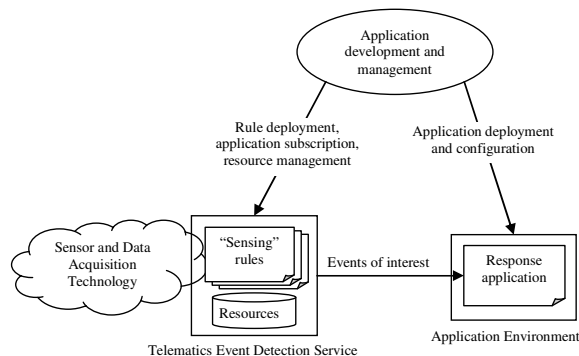 Application
development and
management
Rule deployment,
application subscription,
resource management
Application deployment
and configuration
Sensor and Data
Acquisition
Technology
“Sensing”
rules
Resources
Events of interest
Response
application
Telematics Event Detection Service
Application Environment